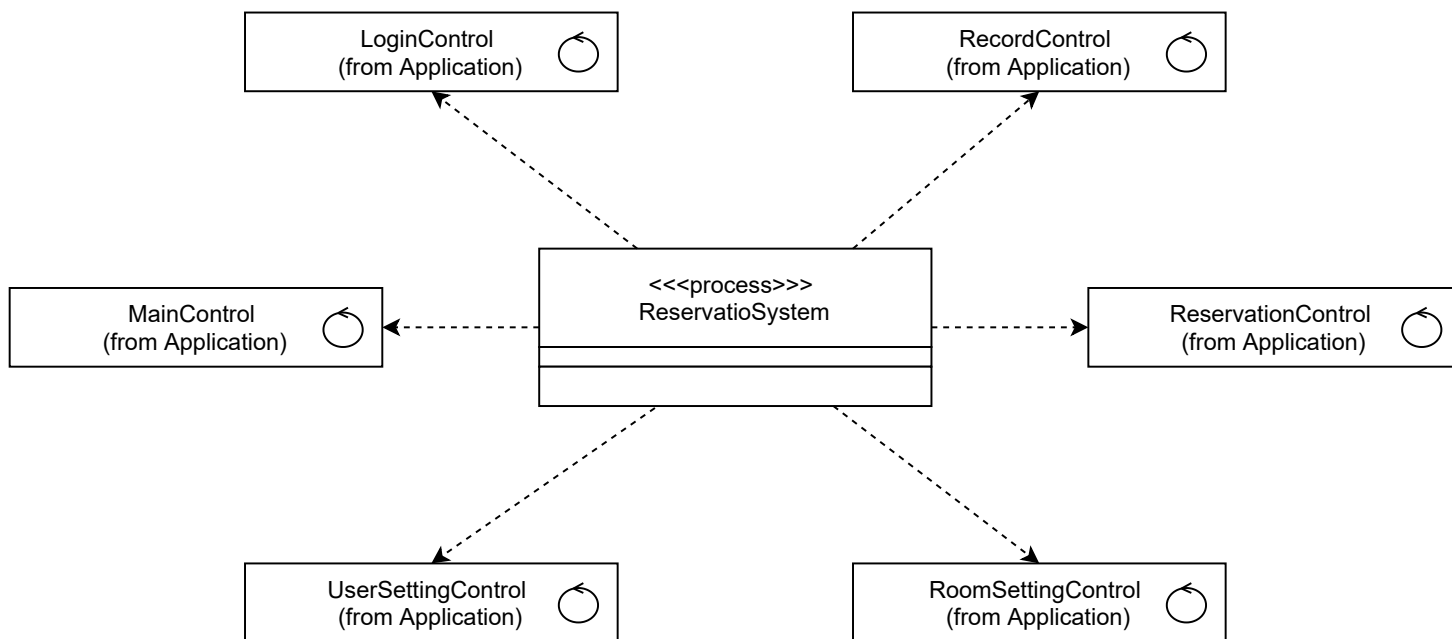 LoginControl
(from Application)
RecordControl
(from Application)
<<<process>>>
ReservatioSystem
MainControl
(from Application)
ReservationControl
(from Application)
UserSettingControl
(from Application)
RoomSettingControl
(from Application)